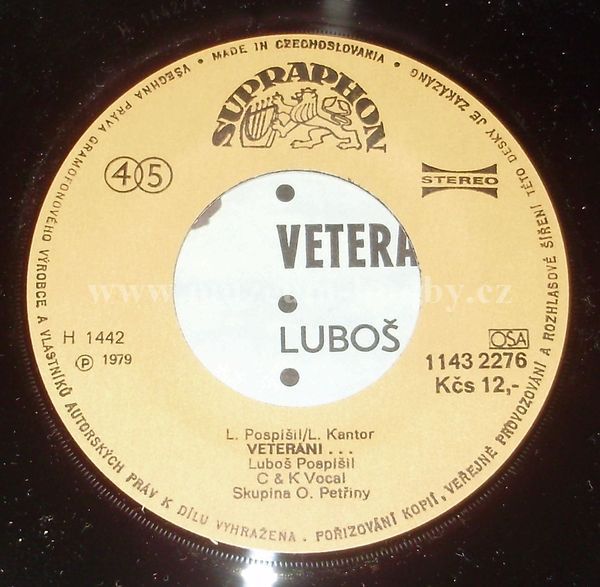 H 14427
• MADE IN CZECHOSLOVAKIA •
VŠECHNA PRÁVA GRAMOFONOVÉHO VÝROBCE A VLASTNÍKŮ AUTORSKÝCH PRÁV K DÍLU VYHRAŽENA. • POŘIZOVÁNÍ KOPIÍ, VEŘEJNÉ PROVOZOVÁNÍ A ROZHLASOVÉ ŠÍŘENÍ TÉTO DESKY JE ZAKÁZÁNO
SUPRAPHON
45
STEREO
VETERA
LUBOŠ
H 1442
℗ 1979
OSA
1143 2276
Kčs 12,-
L. Pospíšil/L. Kantor
VETERÁNI . . .
Luboš Pospíšil
C & K Vocal
Skupina O. Petřiny